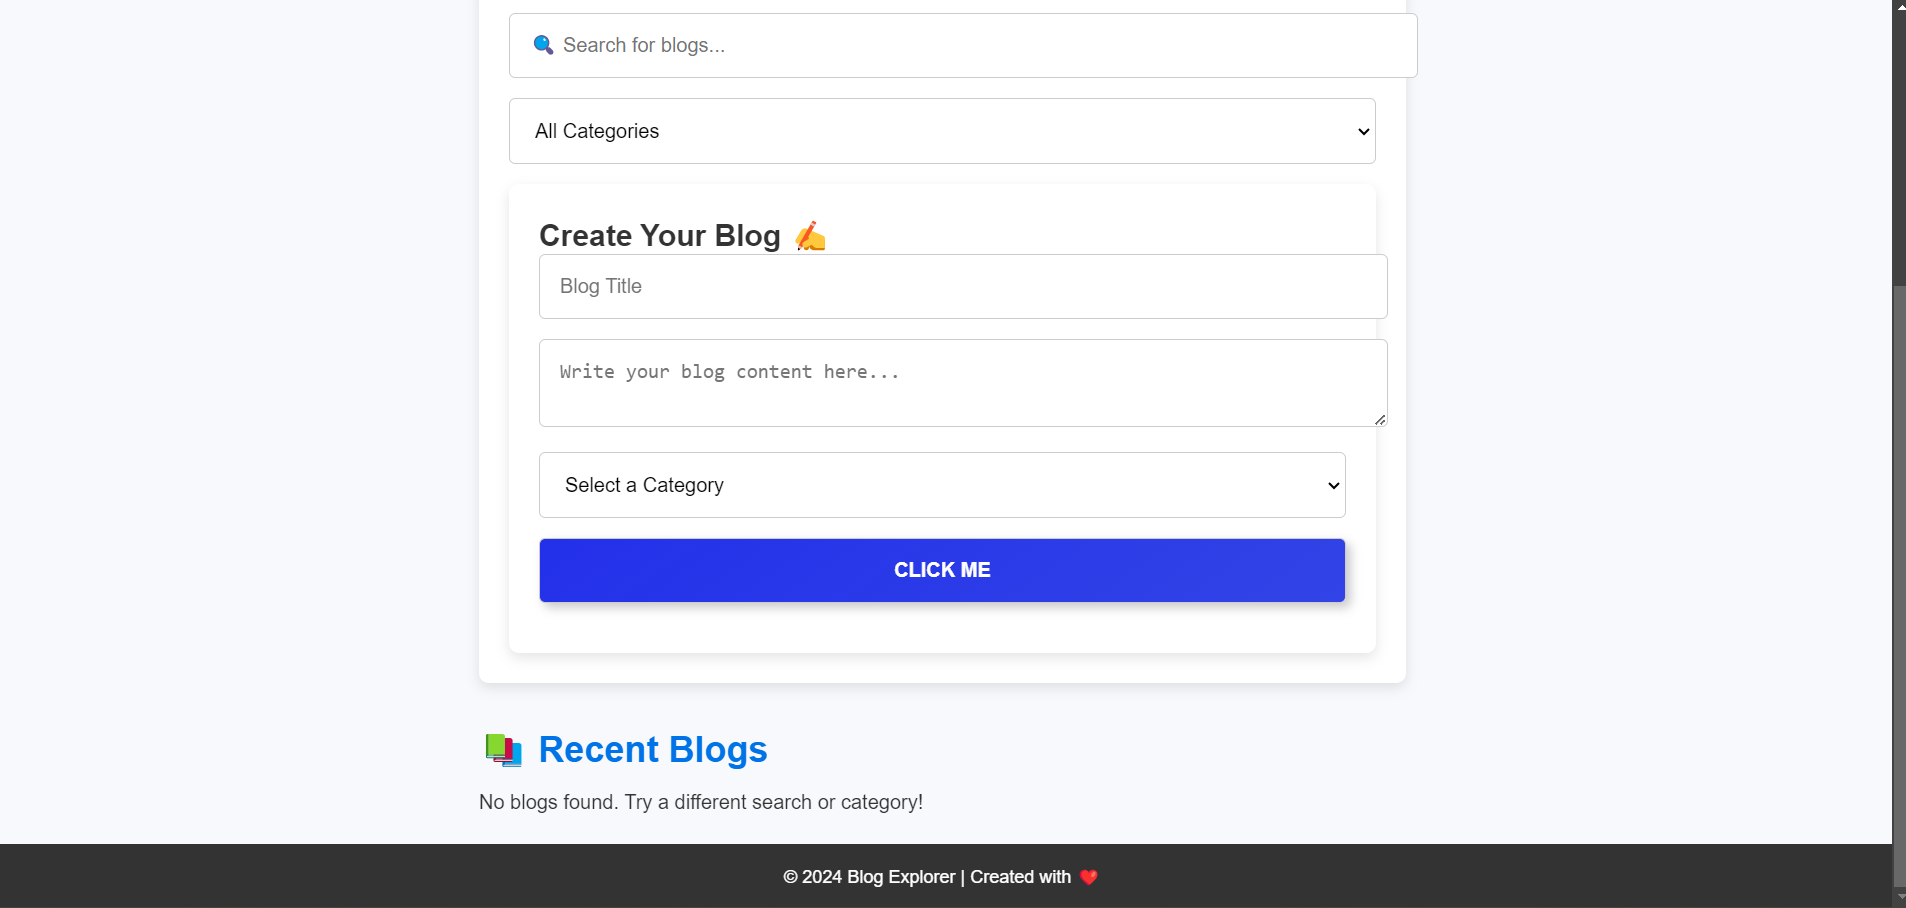 🔍 Search for blogs...
All Categories
Create Your Blog ✍️
Blog Title
Write your blog content here...
Select a Category
CLICK ME
📚 Recent Blogs
No blogs found. Try a different search or category!
© 2024 Blog Explorer | Created with ❤️